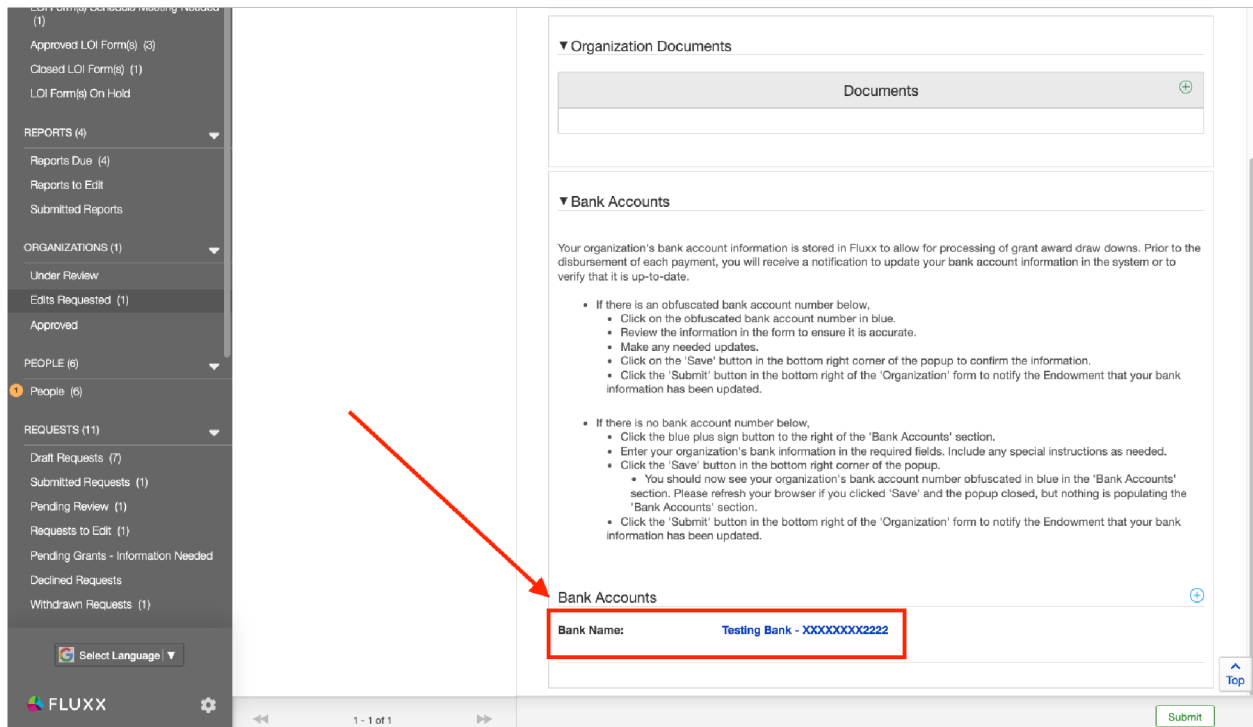 LOI Form(s) Schedule Meeting Needed
(1)
Approved LOI Form(s) (3)
Closed LOI Form(s) (1)
LOI Form(s) On Hold
REPORTS (4)
Reports Due (4)
Reports to Edit
Submitted Reports
ORGANIZATIONS (1)
Under Review
Edits Requested (1)
Approved
PEOPLE (6)
1
People (6)
REQUESTS (11)
Draft Requests (7)
Submitted Requests (1)
Pending Review (1)
Requests to Edit (1)
Pending Grants - Information Needed
Declined Requests
Withdrawn Requests (1)
Select Language
FLUXX
1 - 1 of 1
Organization Documents
Documents
Bank Accounts
Your organization's bank account information is stored in Fluxx to allow for processing of grant award draw downs. Prior to the
disbursement of each payment, you will receive a notification to update your bank account information in the system or to
verify that it is up-to-date.
• If there is an obfuscated bank account number below,
• Click on the obfuscated bank account number in blue.
• Review the information in the form to ensure it is accurate.
• Make any needed updates.
• Click on the 'Save' button in the bottom right corner of the popup to confirm the information.
• Click the 'Submit' button in the bottom right of the 'Organization' form to notify the Endowment that your bank
information has been updated.
• If there is no bank account number below,
• Click the blue plus sign button to the right of the 'Bank Accounts' section.
• Enter your organization's bank information in the required fields. Include any special instructions as needed.
• Click the 'Save' button in the bottom right corner of the popup.
• You should now see your organization's bank account number obfuscated in blue in the 'Bank Accounts'
section. Please refresh your browser if you clicked 'Save' and the popup closed, but nothing is populating the
'Bank Accounts' section.
• Click the 'Submit' button in the bottom right of the 'Organization' form to notify the Endowment that your bank
information has been updated.
Bank Accounts
Bank Name: Testing Bank - XXXXXXXX2222
Top
Submit